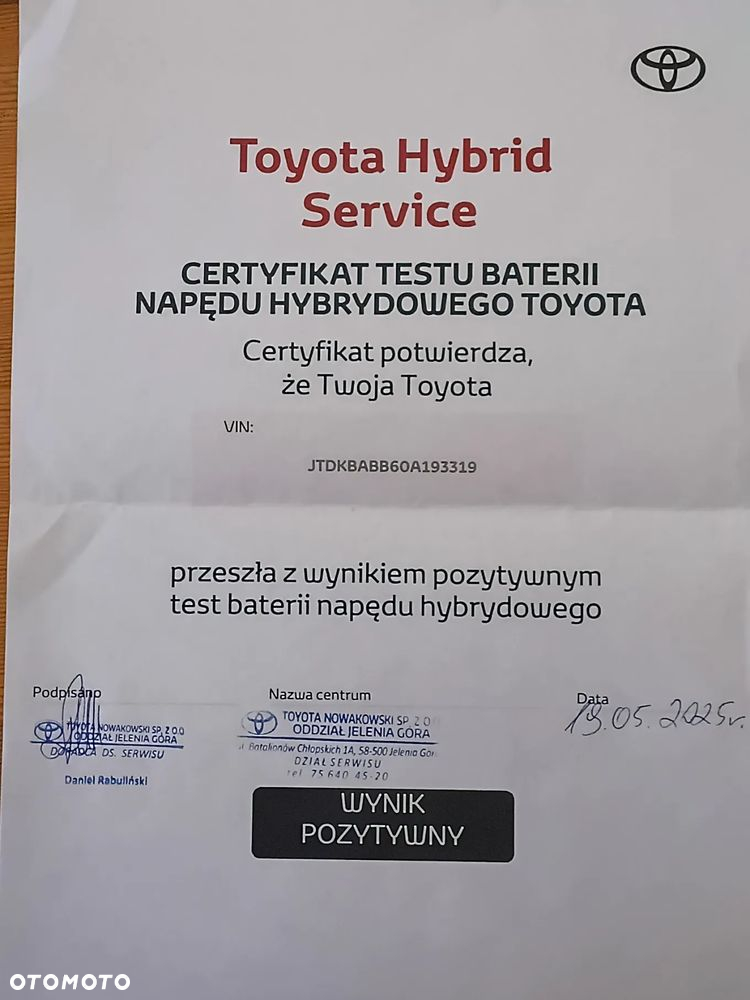 Toyota Hybrid
Service
CERTYFIKAT TESTU BATERII
NAPĘDU HYBRYDOWEGO TOYOTA
Certyfikat potwierdza,
że Twoja Toyota
VIN:
JTDKBABB60A193319
przeszła z wynikiem pozytywnym
test baterii napędu hybrydowego
Podpisano
TOYOTA NOWAKOWSKI SP. Z O.O
ODDZIAŁ JELENIA GÓRA
DORADCA DS. SERWISU
Daniel Rabuliński
Nazwa centrum
TOYOTA NOWAKOWSKI SP. Z O.O
ODDZIAŁ JELENIA GÓRA
ul. Batalionów Chłopskich 1A, 58-500 Jelenia Gór
DZIAŁ SERWISU
tel. 75 640 45-20
Data
19.05.2025r.
WYNIK
POZYTYWNY
OTOMOTO